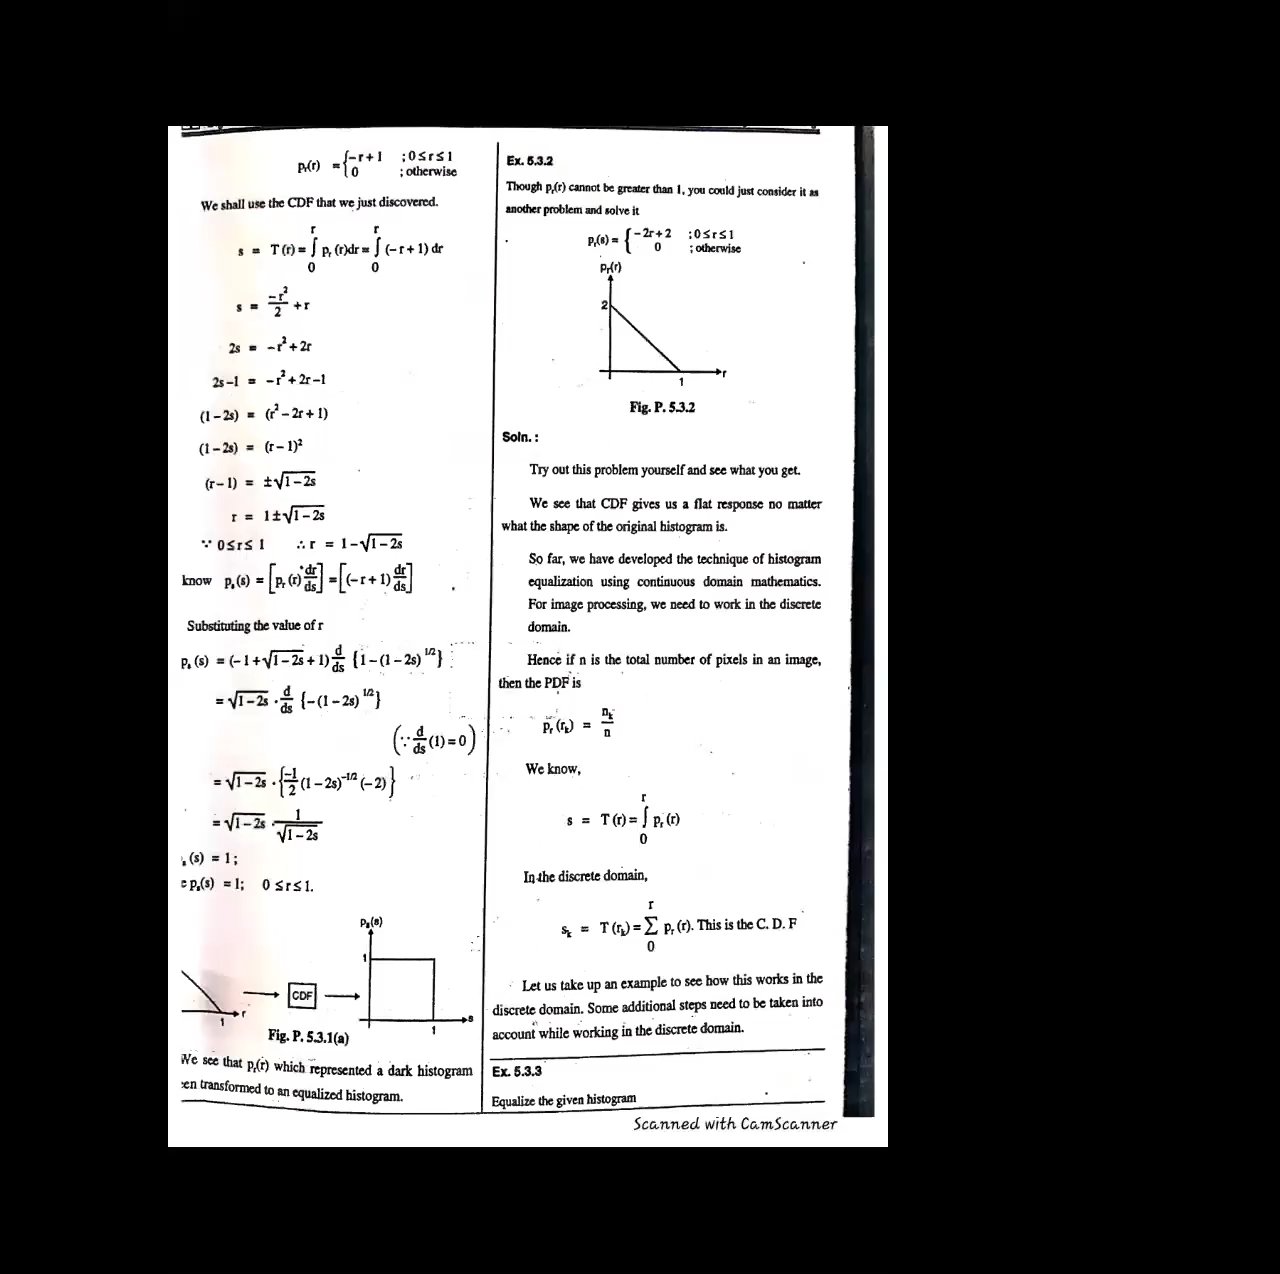 pr(r) = {−r+1 ; 0≤r≤1
0 ; otherwise
We shall use the CDF that we just discovered.
s = T (r) = ∫₀ʳ pr (r)dr = ∫₀ʳ (−r+1) dr
s = −r²/2 + r
2s = −r²+2r
2s−1 = −r²+2r−1
(1−2s) = (r²−2r+1)
(1−2s) = (r−1)²
(r−1) = ±√1−2s
r = 1±√1−2s
∵ 0≤r≤ 1 ∴ r = 1−√1−2s
know ps(s) = [pr (r) dr/ds] = [(−r+1) dr/ds]
Substituting the value of r
ps (s) = (−1+√1−2s+1) d/ds {1−(1−2s) 1/2}
= √1−2s · d/ds {−(1−2s) 1/2}
(∵ d/ds (1) = 0)
= √1−2s · {−1/2 (1−2s)−1/2 (−2)}
= √1−2s · 1/√1−2s
s (s) = 1;
ps(s) = 1; 0 ≤r≤ 1.
ps(s)
1
CDF
r
s
1
1
Fig. P. 5.3.1(a)
We see that pr(r) which represented a dark histogram
en transformed to an equalized histogram.
Ex. 5.3.2
Though pr(r) cannot be greater than 1, you could just consider it as
another problem and solve it
pr(s) = {−2r+2 ; 0≤r≤1
0 ; otherwise
pr(r)
2
r
1
Fig. P. 5.3.2
Soln. :
Try out this problem yourself and see what you get.
We see that CDF gives us a flat response no matter
what the shape of the original histogram is.
So far, we have developed the technique of histogram
equalization using continuous domain mathematics.
For image processing, we need to work in the discrete
domain.
Hence if n is the total number of pixels in an image,
then the PDF is
pr (rk) = nk/n
We know,
s = T (r) = ∫₀ʳ pr (r)
In the discrete domain,
sk = T (rk) = ∑₀ʳ pr (r). This is the C. D. F
Let us take up an example to see how this works in the
discrete domain. Some additional steps need to be taken into
account while working in the discrete domain.
Ex. 5.3.3
Equalize the given histogram
Scanned with CamScanner